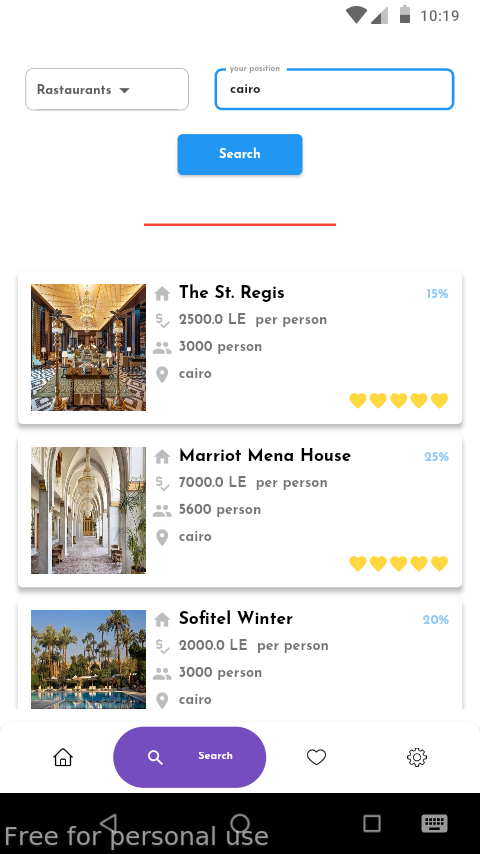 10:19
your position
Rastaurants
cairo
Search
The St. Regis
15%
2500.0 LE per person
3000 person
cairo
Marriot Mena House
25%
7000.0 LE per person
5600 person
cairo
Sofitel Winter
20%
2000.0 LE per person
3000 person
cairo
Search
Free for personal use